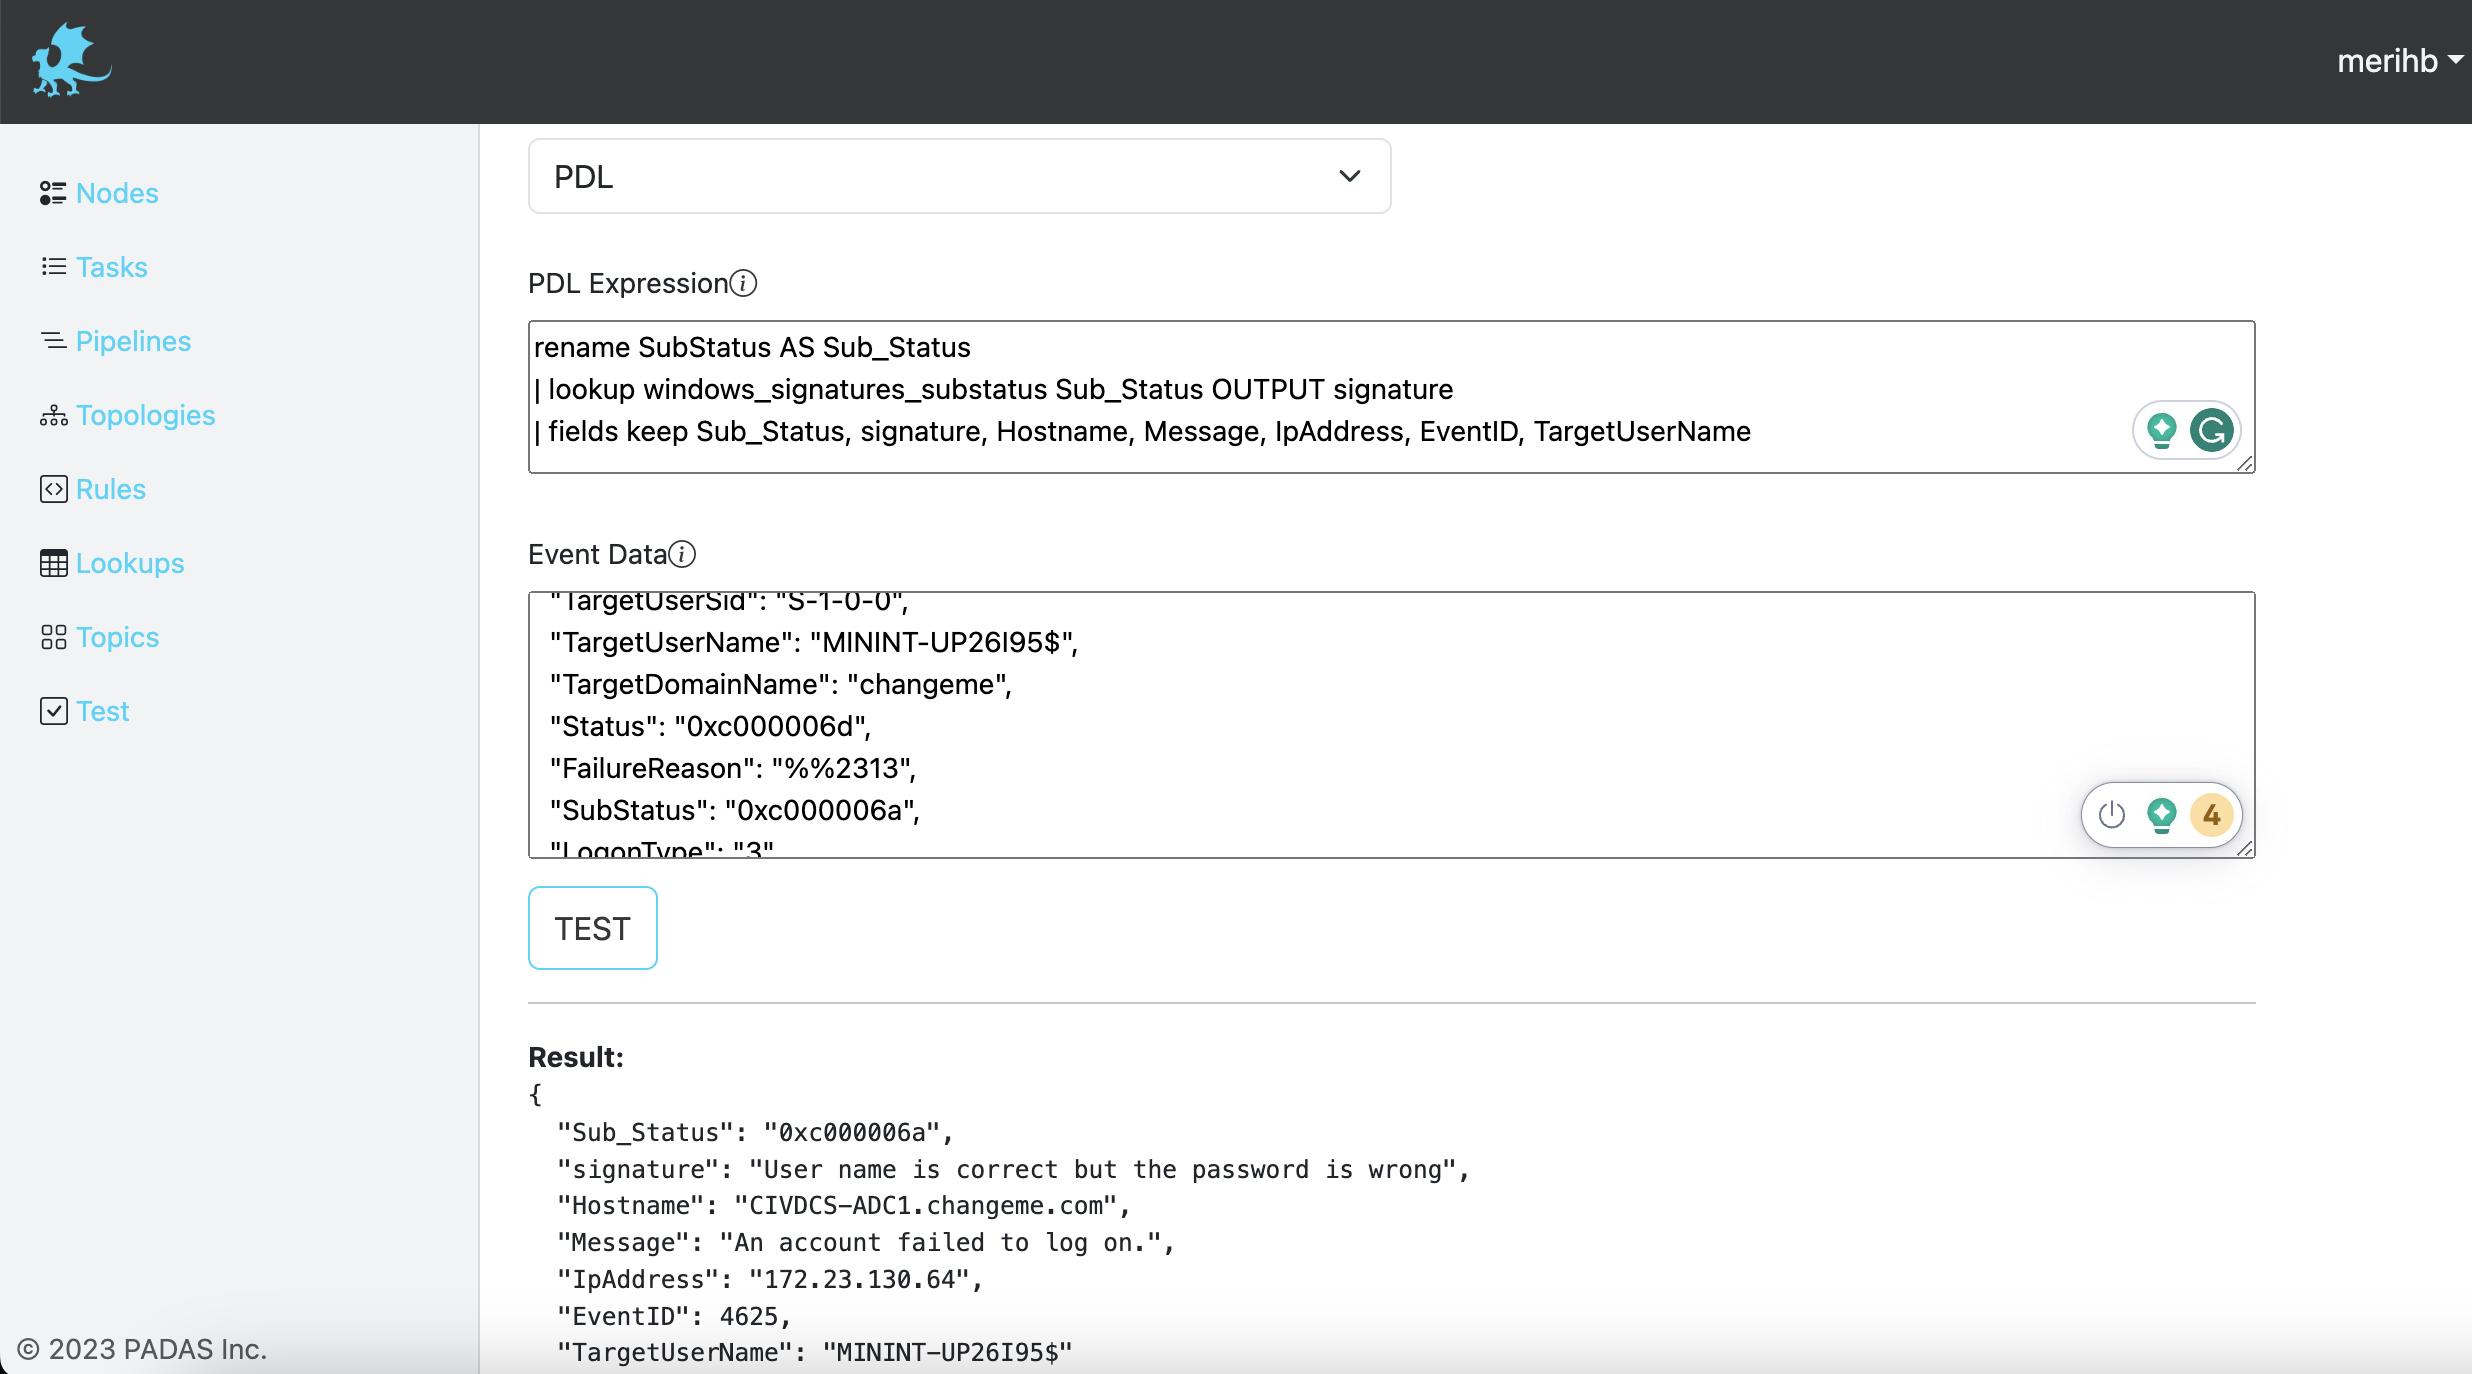 merihb
Nodes
Tasks
Pipelines
Topologies
Rules
Lookups
Topics
Test
© 2023 PADAS Inc.
PDL
PDL Expression
rename SubStatus AS Sub_Status
| lookup windows_signatures_substatus Sub_Status OUTPUT signature
| fields keep Sub_Status, signature, Hostname, Message, IpAddress, EventID, TargetUserName
Event Data
"TargetUserSid": "S-1-0-0",
"TargetUserName": "MININT-UP26I95$",
"TargetDomainName": "changeme",
"Status": "0xc000006d",
"FailureReason": "%%2313",
"SubStatus": "0xc000006a",
"LogonType": "3"
4
TEST
Result:
{
"Sub_Status": "0xc000006a",
"signature": "User name is correct but the password is wrong",
"Hostname": "CIVDCS-ADC1.changeme.com",
"Message": "An account failed to log on.",
"IpAddress": "172.23.130.64",
"EventID": 4625,
"TargetUserName": "MININT-UP26I95$"